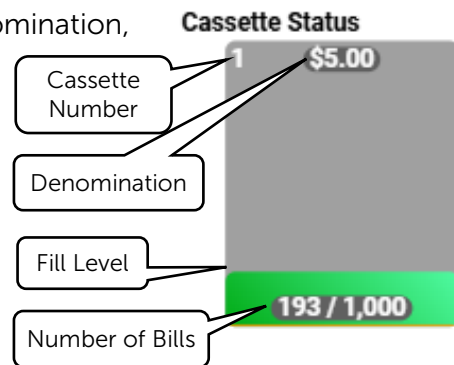 omination,
Cassette Status
1
$5.00
Cassette
Number
Denomination
Fill Level
193 / 1,000
Number of Bills